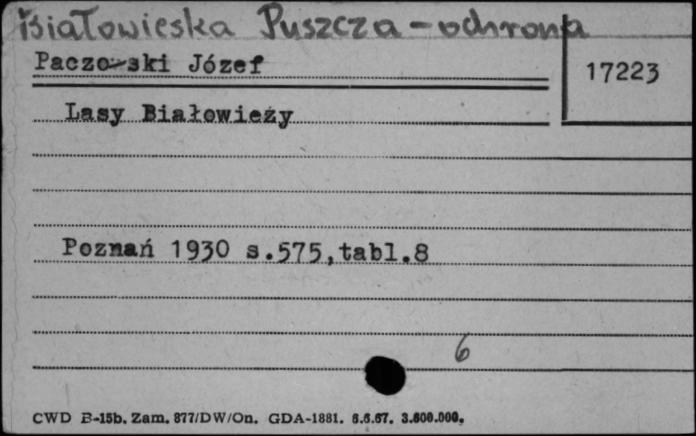 Białowieska Puszcza - ochrona
Paczoski Józef
17223
Lasy Białowieży
Poznań 1930 s.575,tabl.8
6
CWD B-15b. Zam. 877/DW/On. GDA-1881. 6.6.67. 3.600.000.